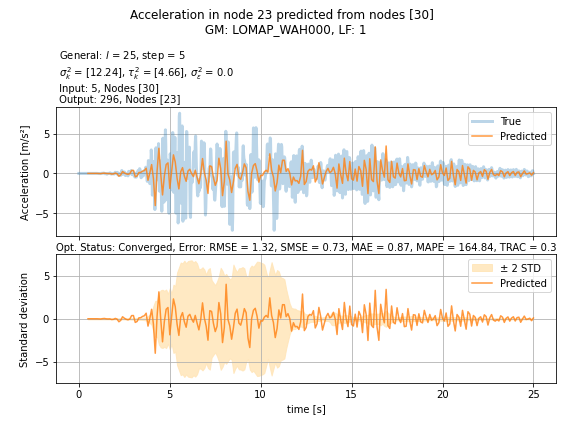 Acceleration in node 23 predicted from nodes [30]
GM: LOMAP_WAH000, LF: 1
General: l = 25, step = 5
σ²ₖ = [12.24], τ²ₖ = [4.66], σ²ₑ = 0.0
Input: 5, Nodes [30]
Output: 296, Nodes [23]
True
Predicted
Acceleration [m/s²]
5
0
−5
Opt. Status: Converged, Error: RMSE = 1.32, SMSE = 0.73, MAE = 0.87, MAPE = 164.84, TRAC = 0.3
± 2 STD
Predicted
Standard deviation
5
0
−5
0 5 10 15 20 25
time [s]